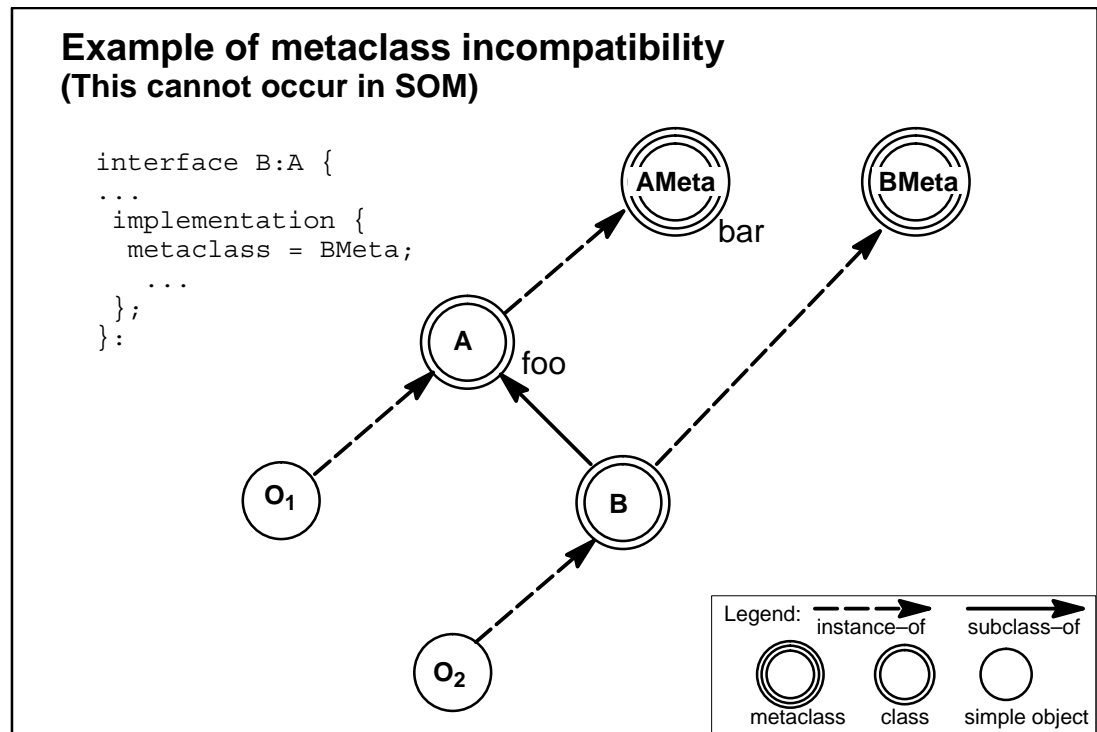 Example of metaclass incompatibility
(This cannot occur in SOM)
interface B:A {
...
implementation {
metaclass = BMeta;
...
};
}:
AMeta
bar
BMeta
A
foo
O1
B
O2
Legend:
instance–of
subclass–of
metaclass
class
simple object